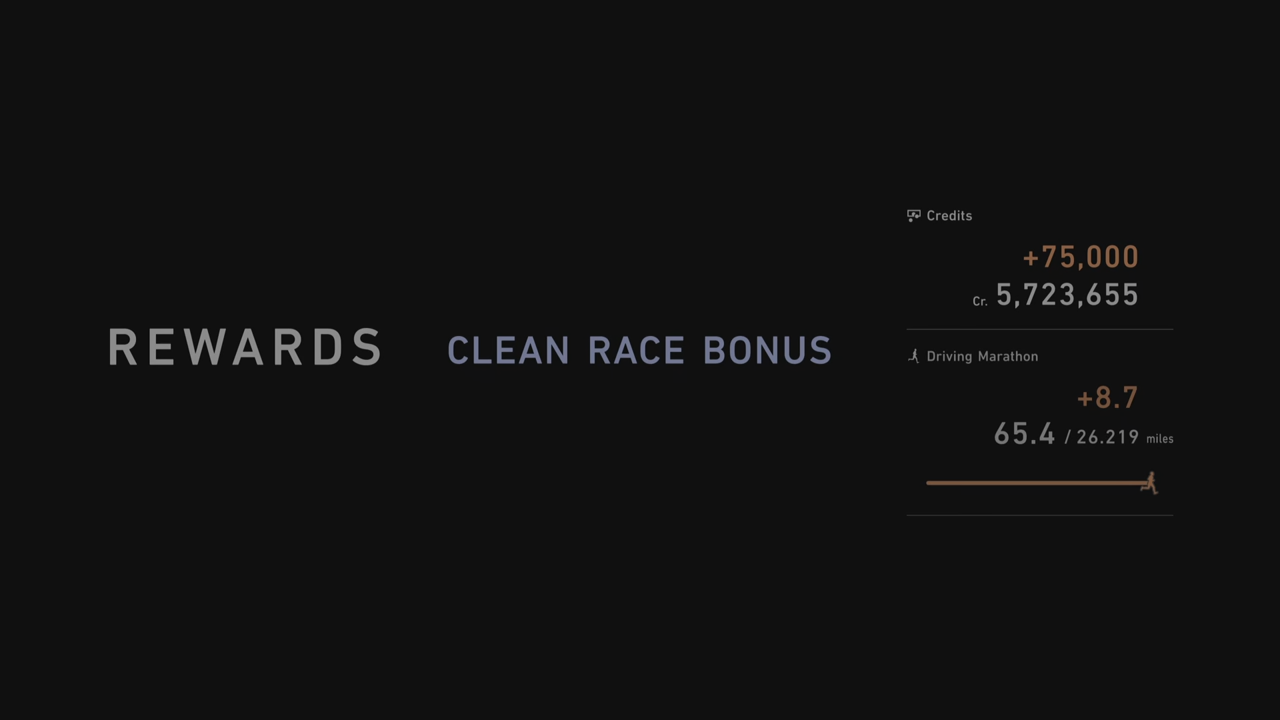 REWARDS
CLEAN RACE BONUS
Credits
+75,000
Cr. 5,723,655
Driving Marathon
+8.7
65.4 / 26.219 miles